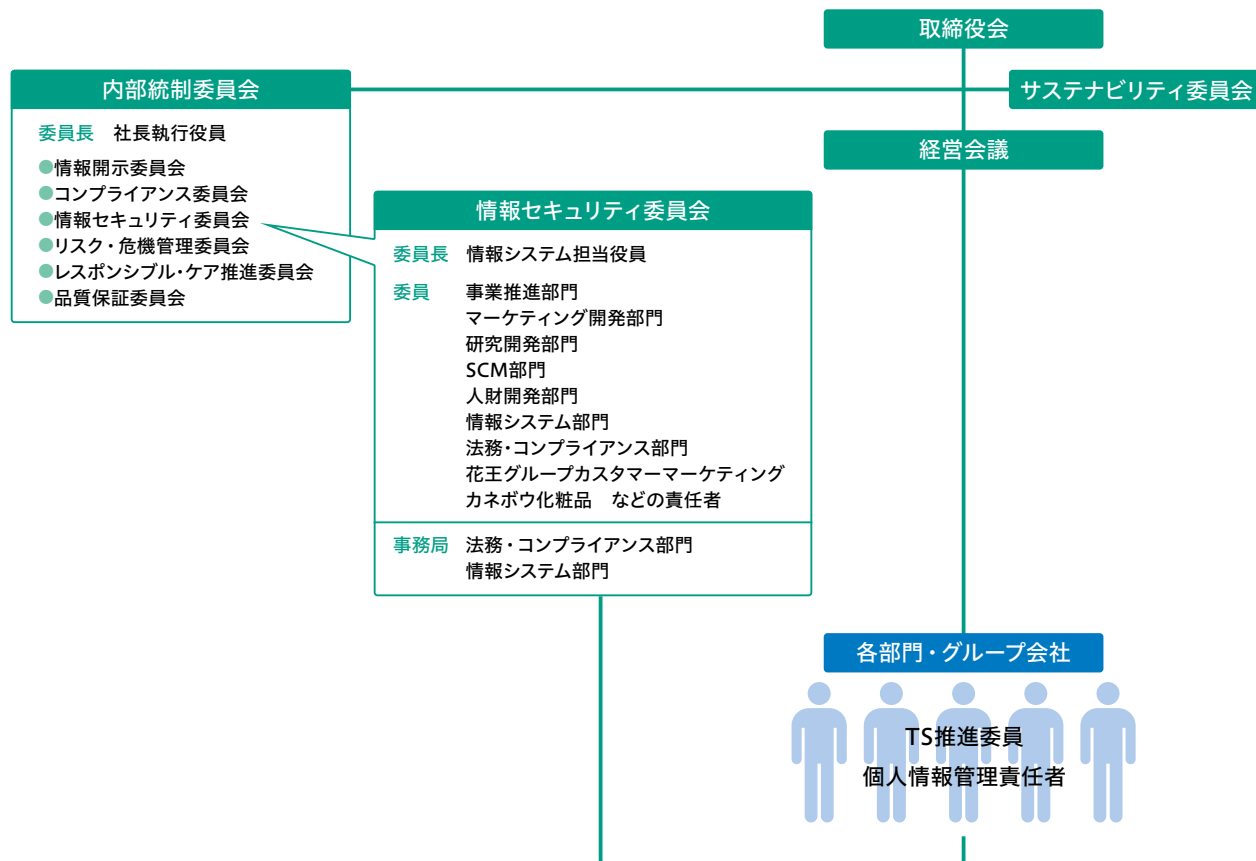 取締役会
内部統制委員会
サステナビリティ委員会
委員長 社長執行役員
●情報開示委員会
●コンプライアンス委員会
●情報セキュリティ委員会
●リスク・危機管理委員会
●レスポンシブル・ケア推進委員会
●品質保証委員会
経営会議
情報セキュリティ委員会
委員長 情報システム担当役員
委員 事業推進部門
マーケティング開発部門
研究開発部門
SCM部門
人財開発部門
情報システム部門
法務・コンプライアンス部門
花王グループカスタマーマーケティング
カネボウ化粧品 などの責任者
事務局 法務・コンプライアンス部門
情報システム部門
各部門・グループ会社
TS推進委員
個人情報管理責任者